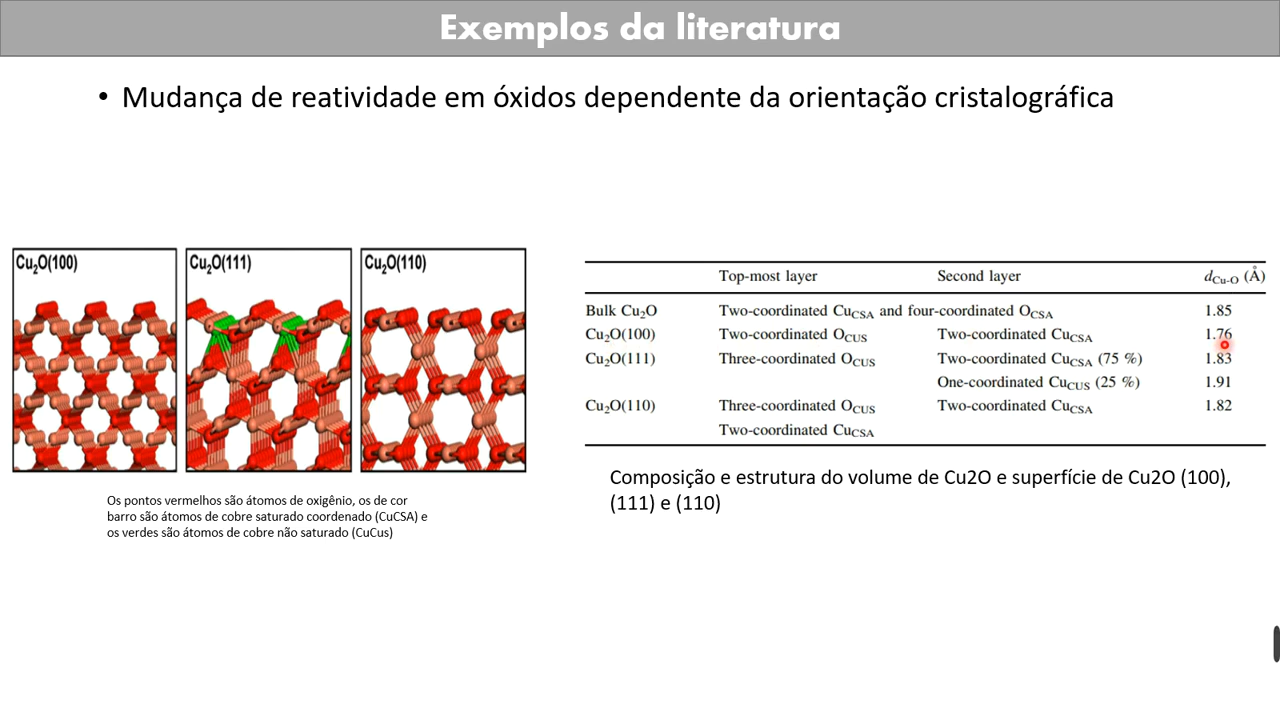 Exemplos da literatura
• Mudança de reatividade em óxidos dependente da orientação cristalográfica
Cu₂O(100)
Cu₂O(111)
Cu₂O(110)
Os pontos vermelhos são átomos de oxigênio, os de cor
barro são átomos de cobre saturado coordenado (CuCSA) e
os verdes são átomos de cobre não saturado (CuCus)
Top-most layer Second layer d_Cu-O (Å)
Bulk Cu₂O Two-coordinated Cu_CSA and four-coordinated O_CSA 1.85
Cu₂O(100) Two-coordinated O_CUS Two-coordinated Cu_CSA 1.76
Cu₂O(111) Three-coordinated O_CUS Two-coordinated Cu_CSA (75 %) 1.83
One-coordinated Cu_CUS (25 %) 1.91
Cu₂O(110) Three-coordinated O_CUS Two-coordinated Cu_CSA 1.82
Two-coordinated Cu_CSA
Composição e estrutura do volume de Cu2O e superfície de Cu2O (100),
(111) e (110)